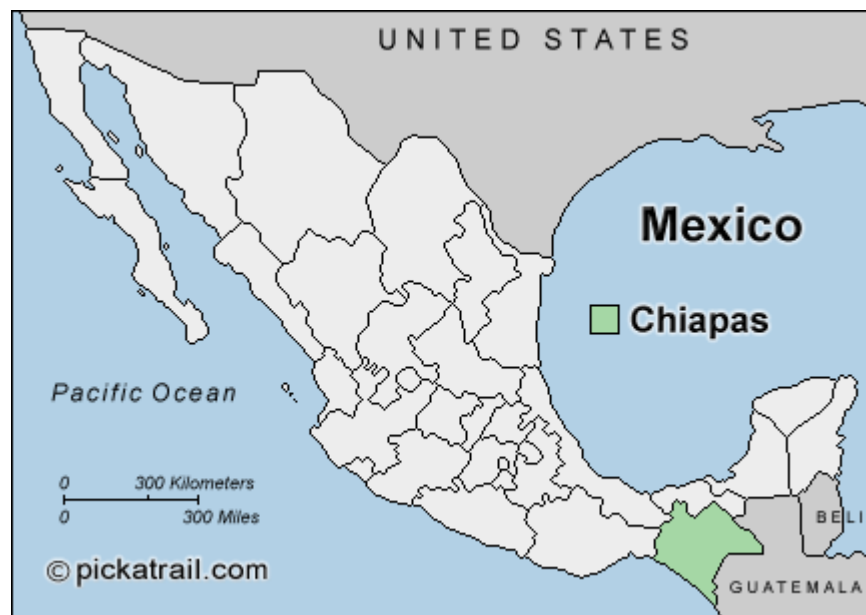 UNITED STATES
Mexico
Chiapas
Pacific Ocean
0 300 Kilometers
0 300 Miles
BELI
© pickatrail.com
GUATEMALA